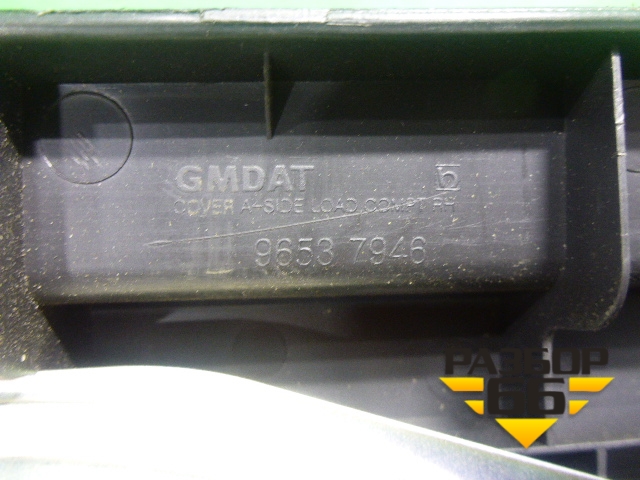 GMDAT
COVER A-SIDE LOAD COMPT RH
9653 7946
РАЗБОР
66